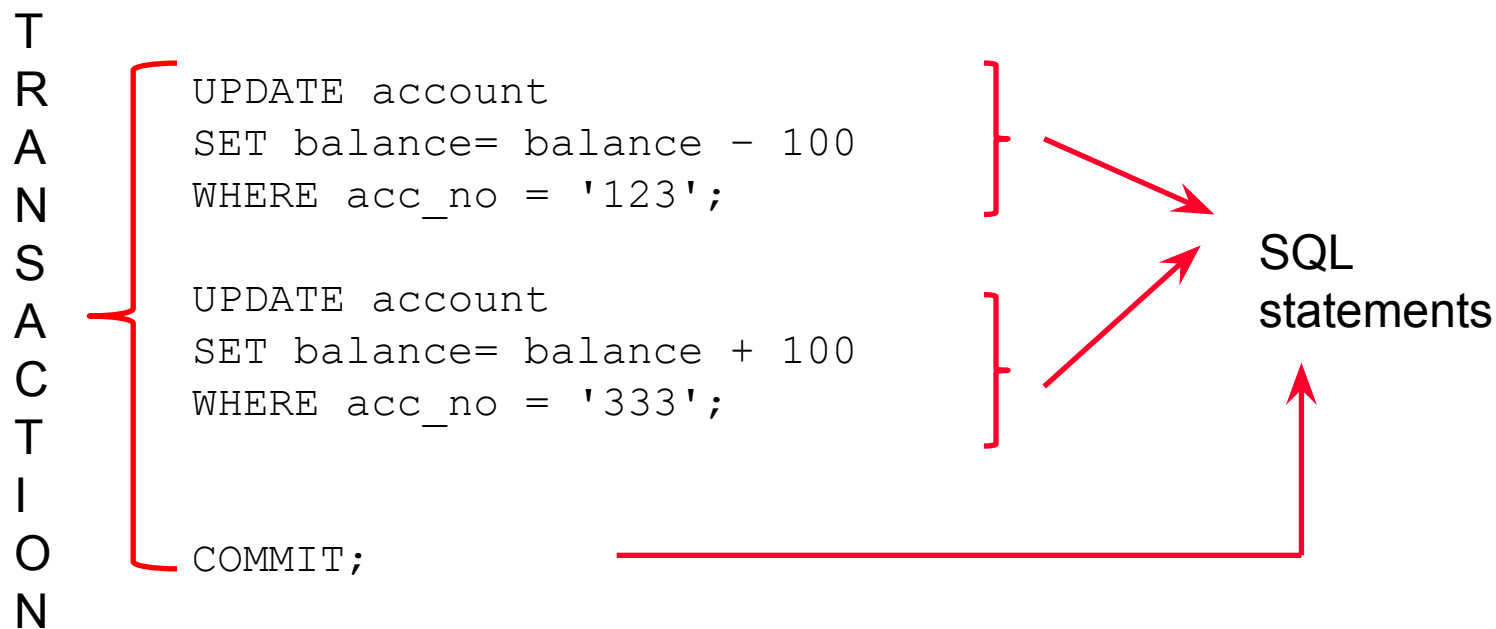 TRANSACTION
UPDATE account
SET balance= balance – 100
WHERE acc_no = '123';
UPDATE account
SET balance= balance + 100
WHERE acc_no = '333';
COMMIT;
SQL
statements